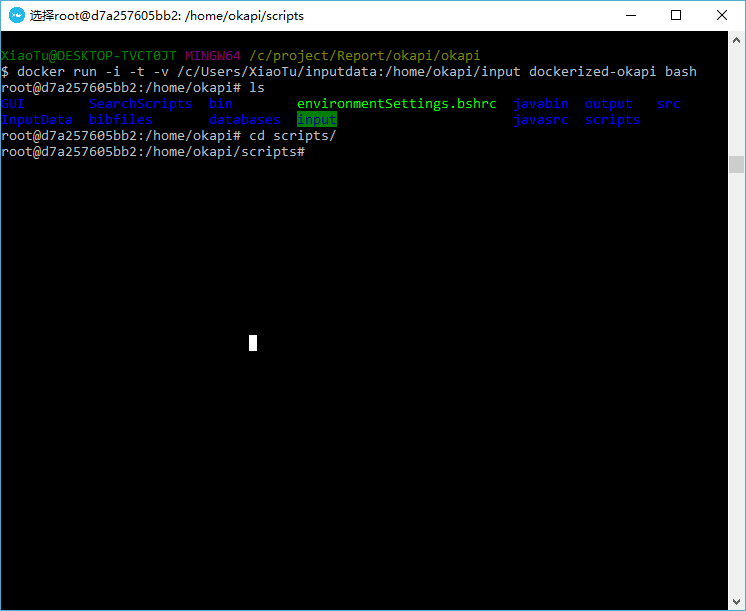 选择root@d7a257605bb2: /home/okapi/scripts
XiaoTu@DESKTOP-TVCT0JT MINGW64 /c/project/Report/okapi/okapi
$ docker run -i -t -v /c/Users/XiaoTu/inputdata:/home/okapi/input dockerized-okapi bash
root@d7a257605bb2:/home/okapi# ls
GUI        SearchScripts  bin        environmentSettings.bshrc  javabin  output   src
InputData  bibfiles       databases  input                      javasrc  scripts
root@d7a257605bb2:/home/okapi# cd scripts/
root@d7a257605bb2:/home/okapi/scripts#